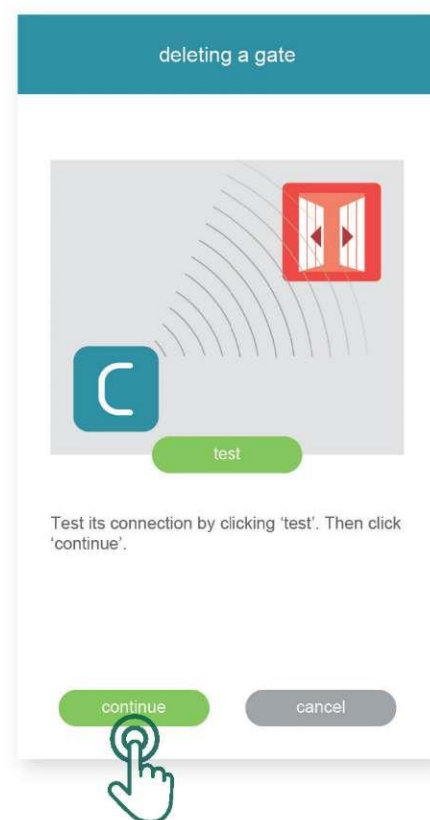 deleting a gate
test
Test its connection by clicking ‘test’. Then click
‘continue’.
continue
cancel